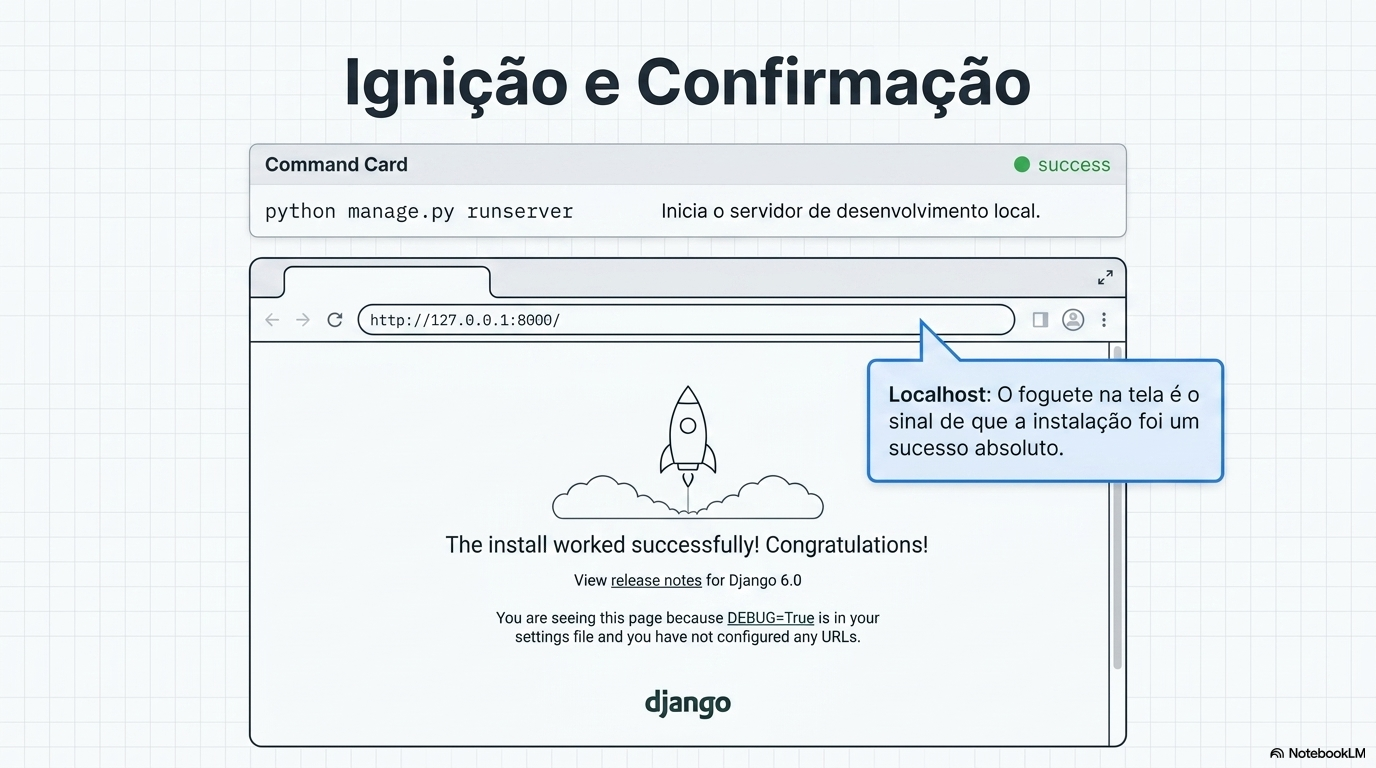 Ignição e Confirmação
Command Card
success
python manage.py runserver
Inicia o servidor de desenvolvimento local.
http://127.0.0.1:8000/
Localhost: O foguete na tela é o
sinal de que a instalação foi um
sucesso absoluto.
The install worked successfully! Congratulations!
View release notes for Django 6.0
You are seeing this page because DEBUG=True is in your
settings file and you have not configured any URLs.
django
NotebookLM